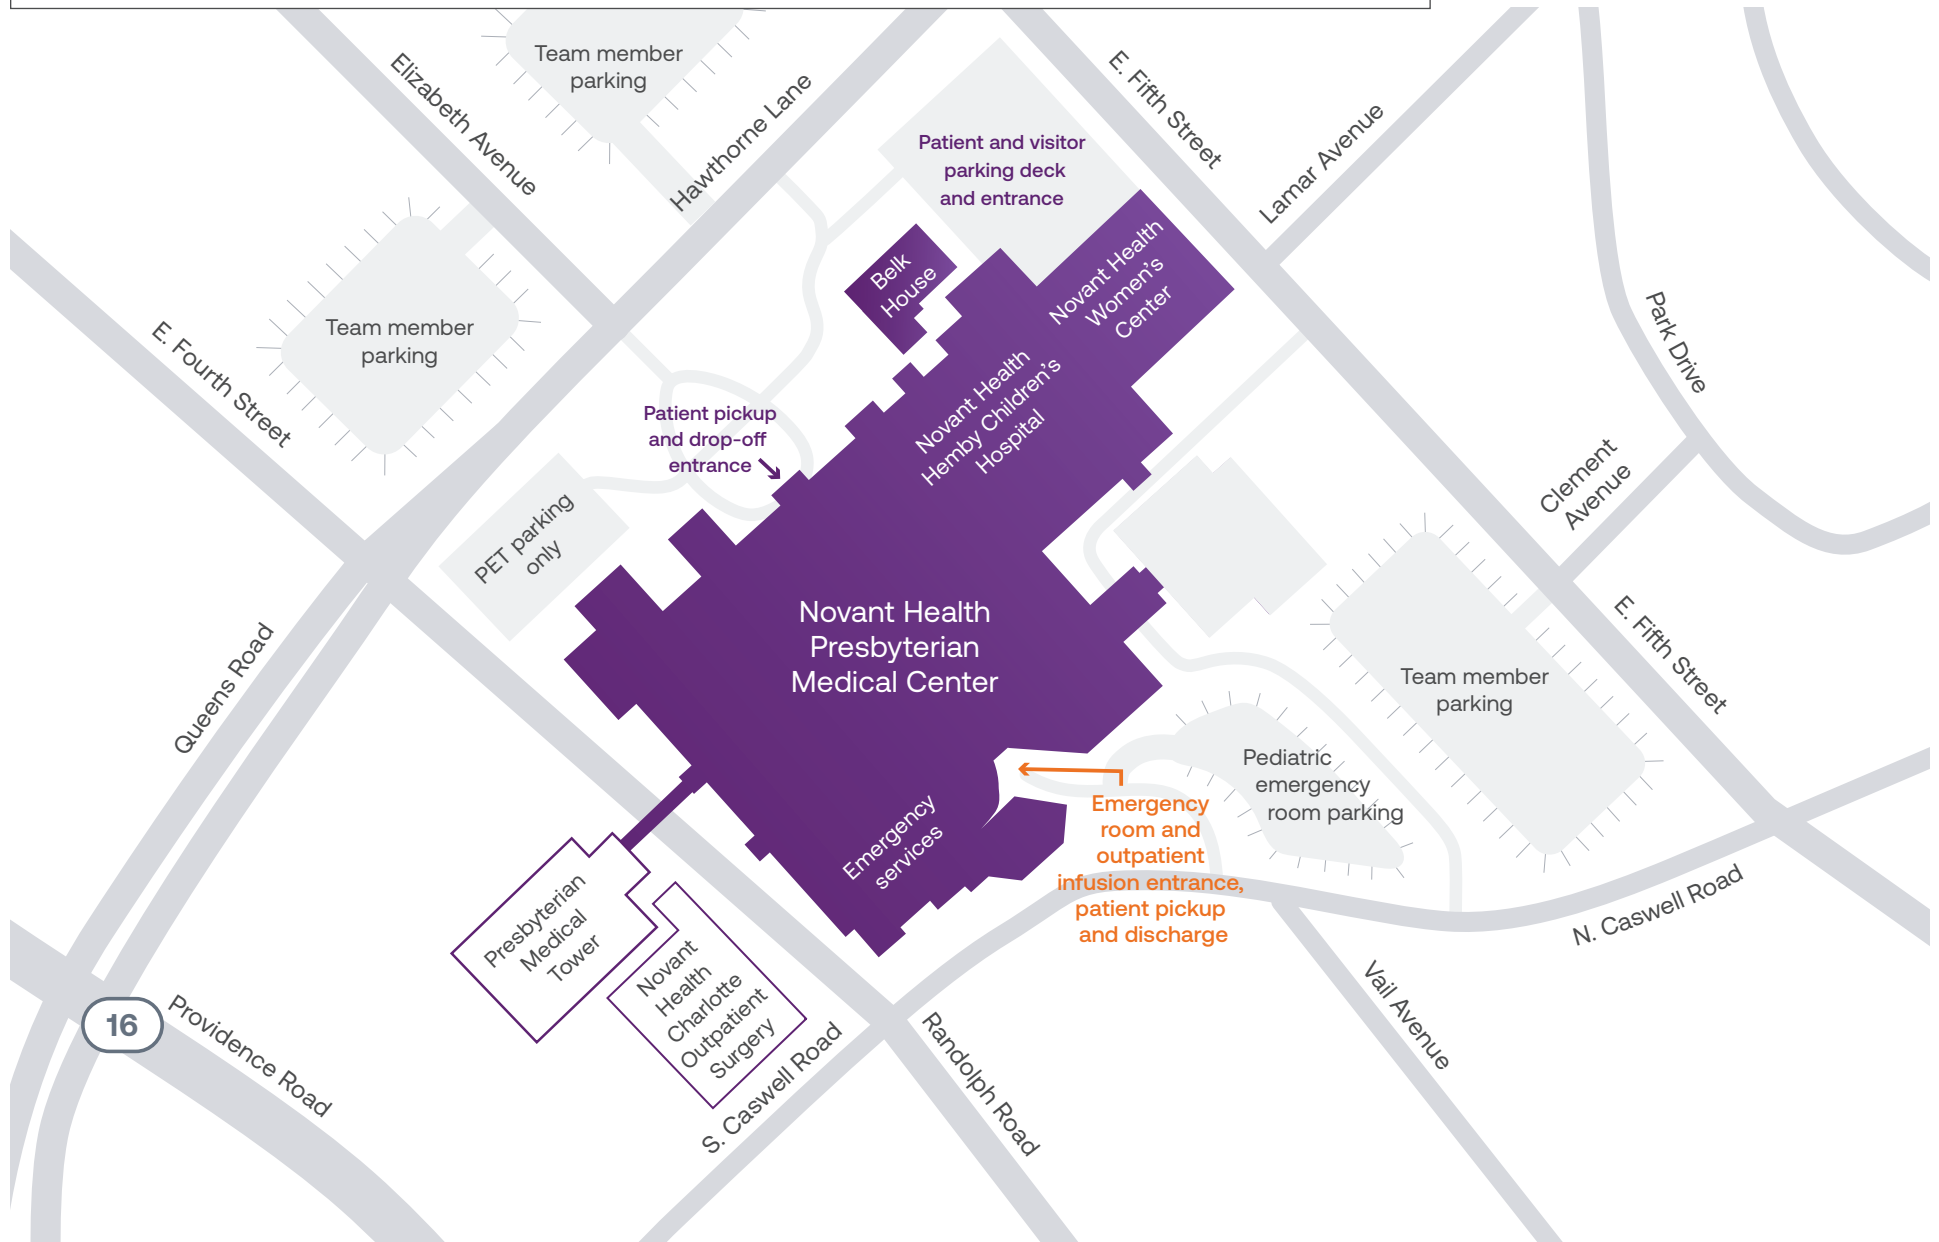 Team member
parking
Elizabeth Avenue
Hawthorne Lane
E. Fifth Street
Lamar Avenue
Patient and visitor
parking deck
and entrance
Belk
House
Novant Health
Women's
Center
Team member
parking
E. Fourth Street
Park Drive
Patient pickup
and drop-off
entrance
Novant Health
Hemby Children's
Hospital
Clement
Avenue
PET parking
only
Novant Health
Presbyterian
Medical Center
E. Fifth Street
Queens Road
Team member
parking
Pediatric
emergency
room parking
Emergency
services
Emergency
room and
outpatient
infusion entrance,
patient pickup
and discharge
Presbyterian
Medical
Tower
Novant
Health
Charlotte
Outpatient
Surgery
N. Caswell Road
Vail Avenue
16
Providence Road
S. Caswell Road
Randolph Road